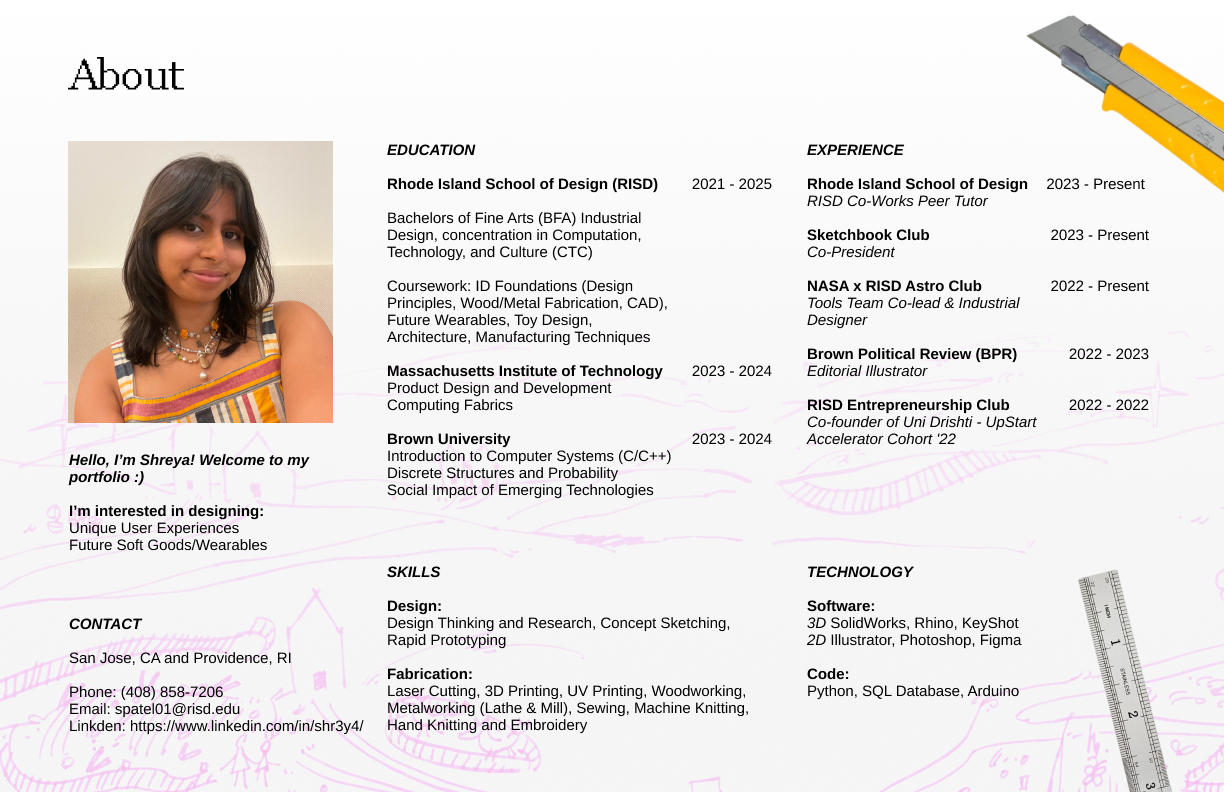 About
Hello, I'm Shreya! Welcome to my
portfolio :)
I'm interested in designing:
Unique User Experiences
Future Soft Goods/Wearables
CONTACT
San Jose, CA and Providence, RI
Phone: (408) 858-7206
Email: spatel01@risd.edu
Linkden: https://www.linkedin.com/in/shr3y4/
EDUCATION
Rhode Island School of Design (RISD) 2021 - 2025
Bachelors of Fine Arts (BFA) Industrial
Design, concentration in Computation,
Technology, and Culture (CTC)
Coursework: ID Foundations (Design
Principles, Wood/Metal Fabrication, CAD),
Future Wearables, Toy Design,
Architecture, Manufacturing Techniques
Massachusetts Institute of Technology 2023 - 2024
Product Design and Development
Computing Fabrics
Brown University 2023 - 2024
Introduction to Computer Systems (C/C++)
Discrete Structures and Probability
Social Impact of Emerging Technologies
EXPERIENCE
Rhode Island School of Design 2023 - Present
RISD Co-Works Peer Tutor
Sketchbook Club 2023 - Present
Co-President
NASA x RISD Astro Club 2022 - Present
Tools Team Co-lead & Industrial
Designer
Brown Political Review (BPR) 2022 - 2023
Editorial Illustrator
RISD Entrepreneurship Club 2022 - 2022
Co-founder of Uni Drishti - UpStart
Accelerator Cohort '22
SKILLS
Design:
Design Thinking and Research, Concept Sketching,
Rapid Prototyping
Fabrication:
Laser Cutting, 3D Printing, UV Printing, Woodworking,
Metalworking (Lathe & Mill), Sewing, Machine Knitting,
Hand Knitting and Embroidery
TECHNOLOGY
Software:
3D SolidWorks, Rhino, KeyShot
2D Illustrator, Photoshop, Figma
Code:
Python, SQL Database, Arduino
1
STAINLESS
2
3